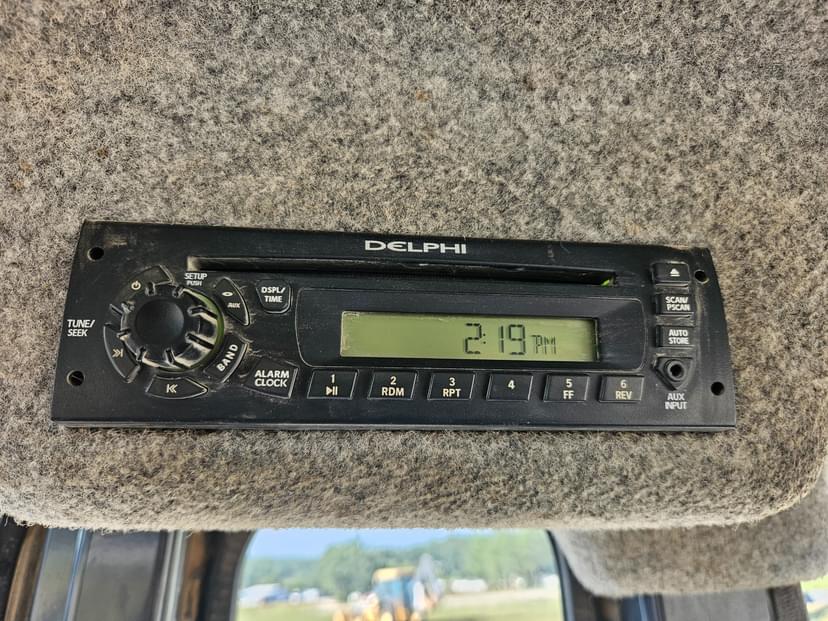 DELPHI
SETUP
PUSH
TUNE/
SEEK
AUX
DSPL/
TIME
BAND
ALARM
CLOCK
2:19 PM
1
2
RDM
3
RPT
4
5
FF
6
REV
SCAN/
PSCAN
AUTO
STORE
AUX
INPUT